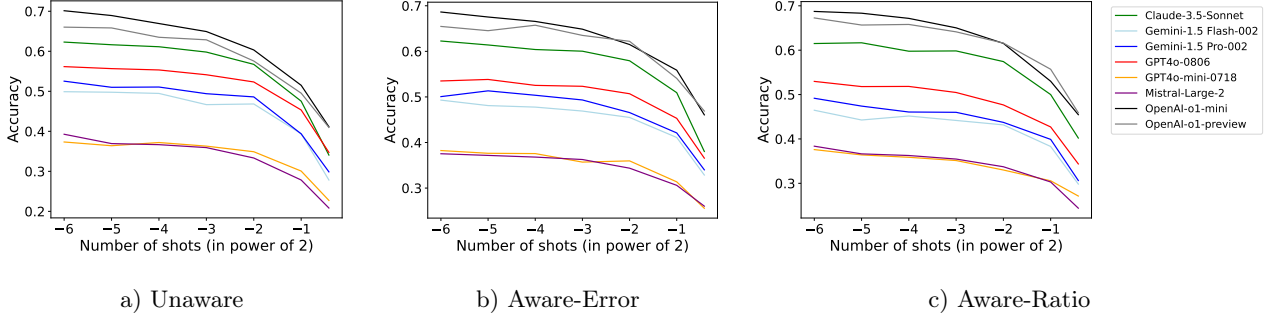 0.7
0.6
0.5
0.4
0.3
0.2
Accuracy
−6 −5 −4 −3 −2 −1
Number of shots (in power of 2)
a) Unaware
0.6
0.5
0.4
0.3
Accuracy
−6 −5 −4 −3 −2 −1
Number of shots (in power of 2)
b) Aware-Error
0.7
0.6
0.5
0.4
0.3
Accuracy
−6 −5 −4 −3 −2 −1
Number of shots (in power of 2)
c) Aware-Ratio
Claude-3.5-Sonnet
Gemini-1.5 Flash-002
Gemini-1.5 Pro-002
GPT4o-0806
GPT4o-mini-0718
Mistral-Large-2
OpenAI-o1-mini
OpenAI-o1-preview